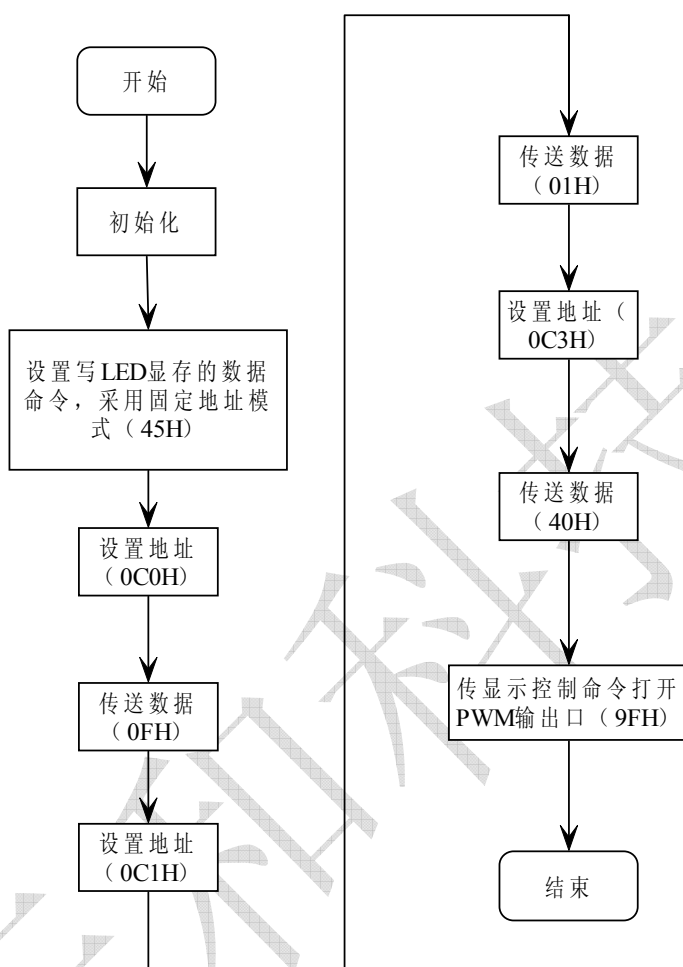 开始
初始化
设置写LED显存的数据
命令，采用固定地址模
式（45H）
设置地址
（0C0H）
传送数据
（0FH）
设置地址
（0C1H）
传送数据
（01H）
设置地址（
0C3H）
传送数据
（40H）
传显示控制命令打开
PWM输出口（9FH）
结束